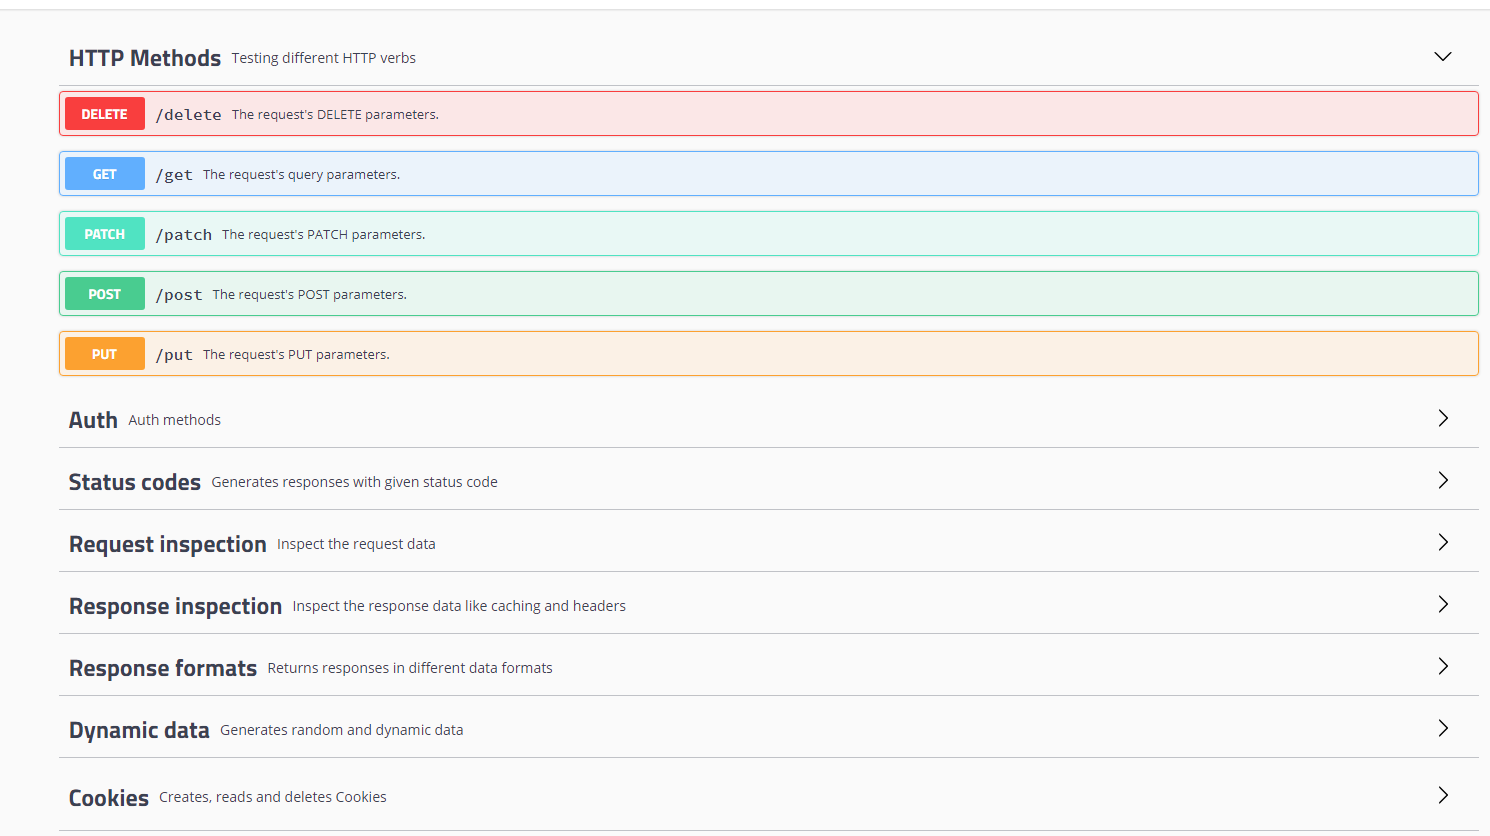 HTTP Methods Testing different HTTP verbs
DELETE /delete The request's DELETE parameters.
GET /get The request's query parameters.
PATCH /patch The request's PATCH parameters.
POST /post The request's POST parameters.
PUT /put The request's PUT parameters.
Auth Auth methods
Status codes Generates responses with given status code
Request inspection Inspect the request data
Response inspection Inspect the response data like caching and headers
Response formats Returns responses in different data formats
Dynamic data Generates random and dynamic data
Cookies Creates, reads and deletes Cookies